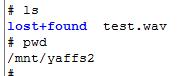 # ls
lost+found  test.wav
# pwd
/mnt/yaffs2
#